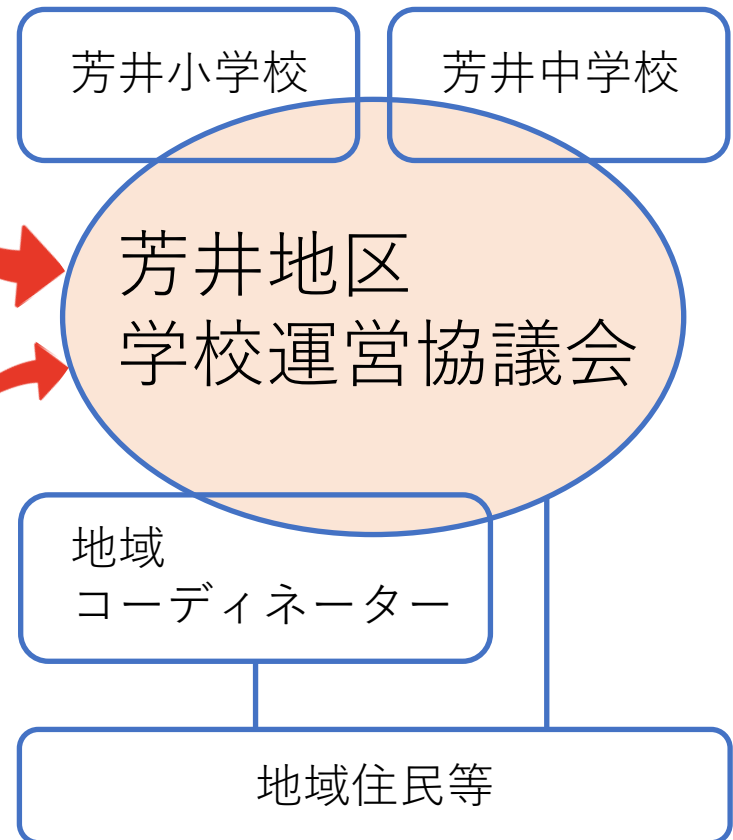 芳井小学校
芳井中学校
芳井地区
学校運営協議会
地域
コーディネーター
地域住民等